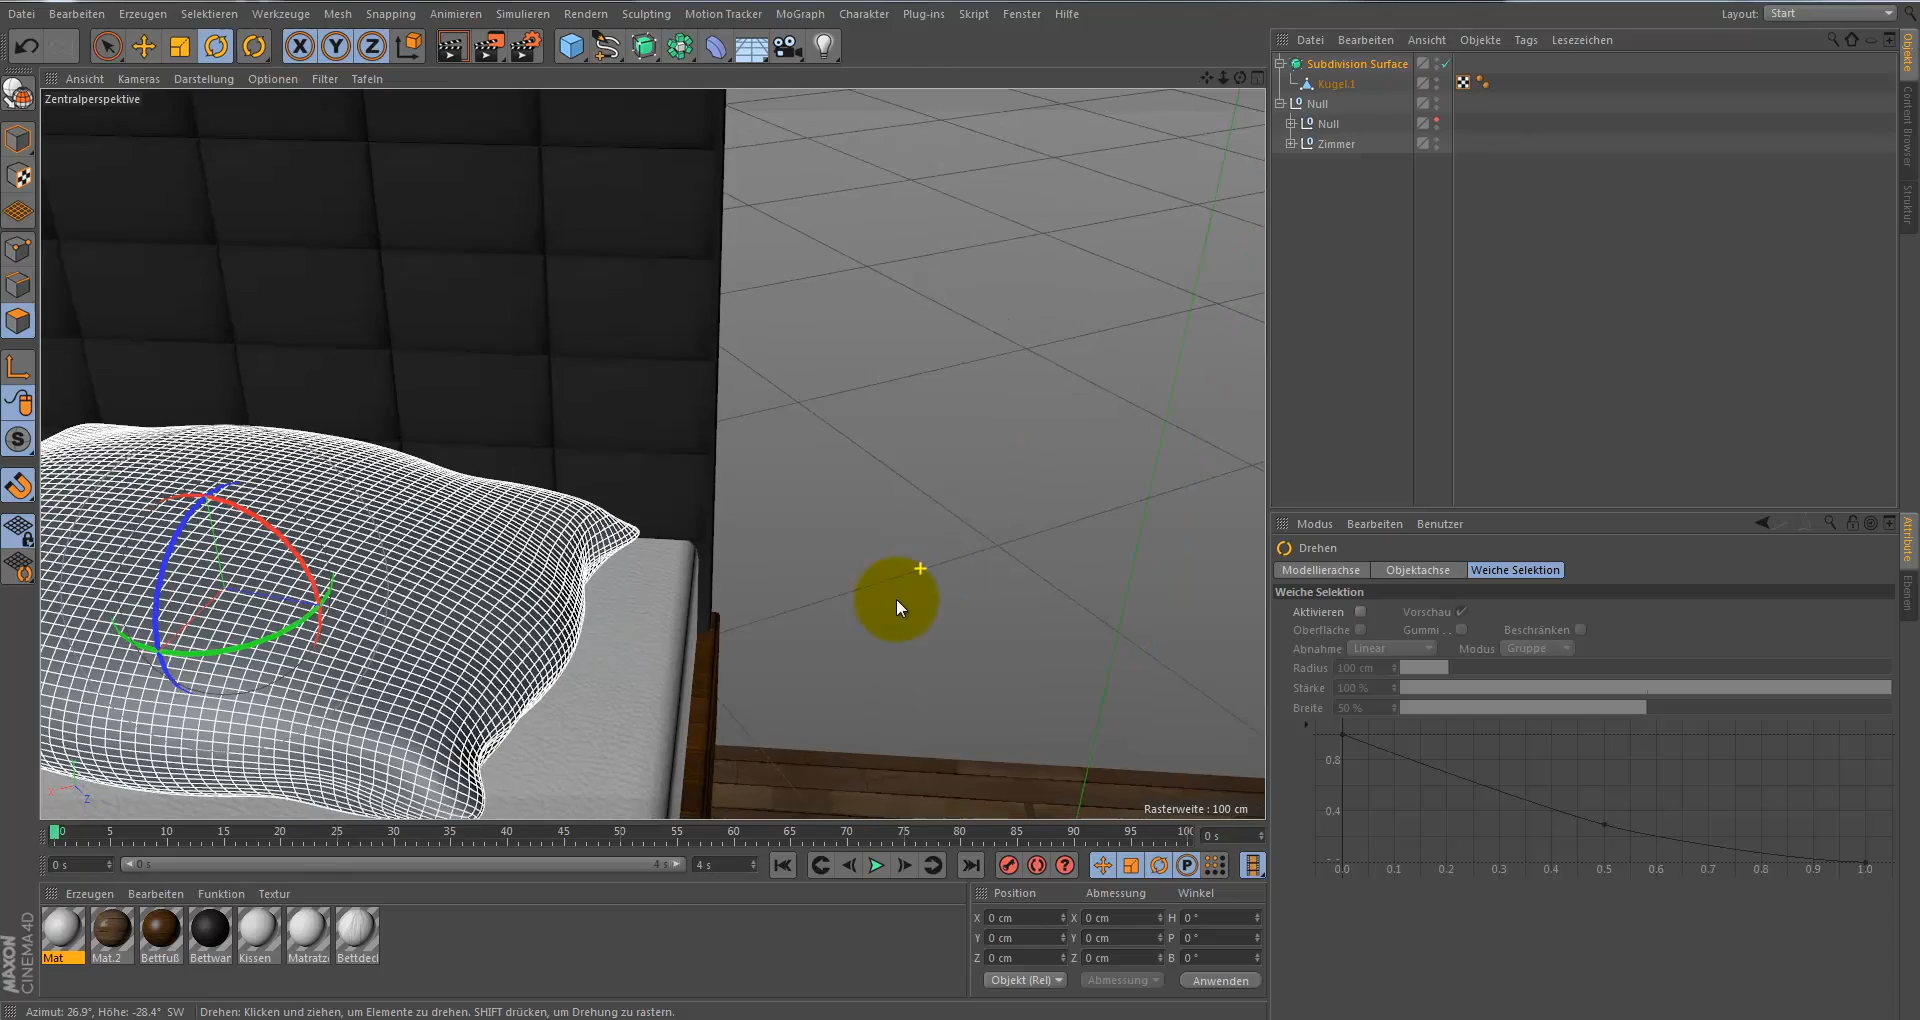 Datei Bearbeiten Erzeugen Selektieren Werkzeuge Mesh Snapping Animieren Simulieren Rendern Sculpting Motion Tracker MoGraph Charakter Plug-ins Skript Fenster Hilfe Layout: Start
Ansicht Kameras Darstellung Optionen Filter Tafeln
Zentralperspektive
X Y Z
Datei Bearbeiten Ansicht Objekte Tags Lesezeichen
Subdivision Surface
Kugel.1
Null
Null
Zimmer
Objekte
Content Browser
Struktur
Modus Bearbeiten Benutzer
Drehen
Modellierachse Objektachse Weiche Selektion
Weiche Selektion
Aktivieren Vorschau
Oberfläche Gummi . . Beschränken
Abnahme Linear Modus Gruppe
Radius 100 cm
Stärke 100 %
Breite 50 %
0.8
0.4
0.0 0.1 0.2 0.3 0.4 0.5 0.6 0.7 0.8 0.9 1.0
Attribute
Ebenen
Rasterweite : 100 cm
0 5 10 15 20 25 30 35 40 45 50 55 60 65 70 75 80 85 90 95 100 0 s
0 s 0 s 4 s 4 s
Erzeugen Bearbeiten Funktion Textur
Mat Mat.2 Bettfuß Bettwan Kissen Matratz Bettdecl
Position Abmessung Winkel
X 0 cm X 0 cm H 0 °
Y 0 cm Y 0 cm P 0 °
Z 0 cm Z 0 cm B 0 °
Objekt (Rel) Abmessung Anwenden
MAXON
CINEMA 4D
Azimut: 26.9°, Höhe: -28.4° SW Drehen: Klicken und ziehen, um Elemente zu drehen. SHIFT drücken, um Drehung zu rastern.